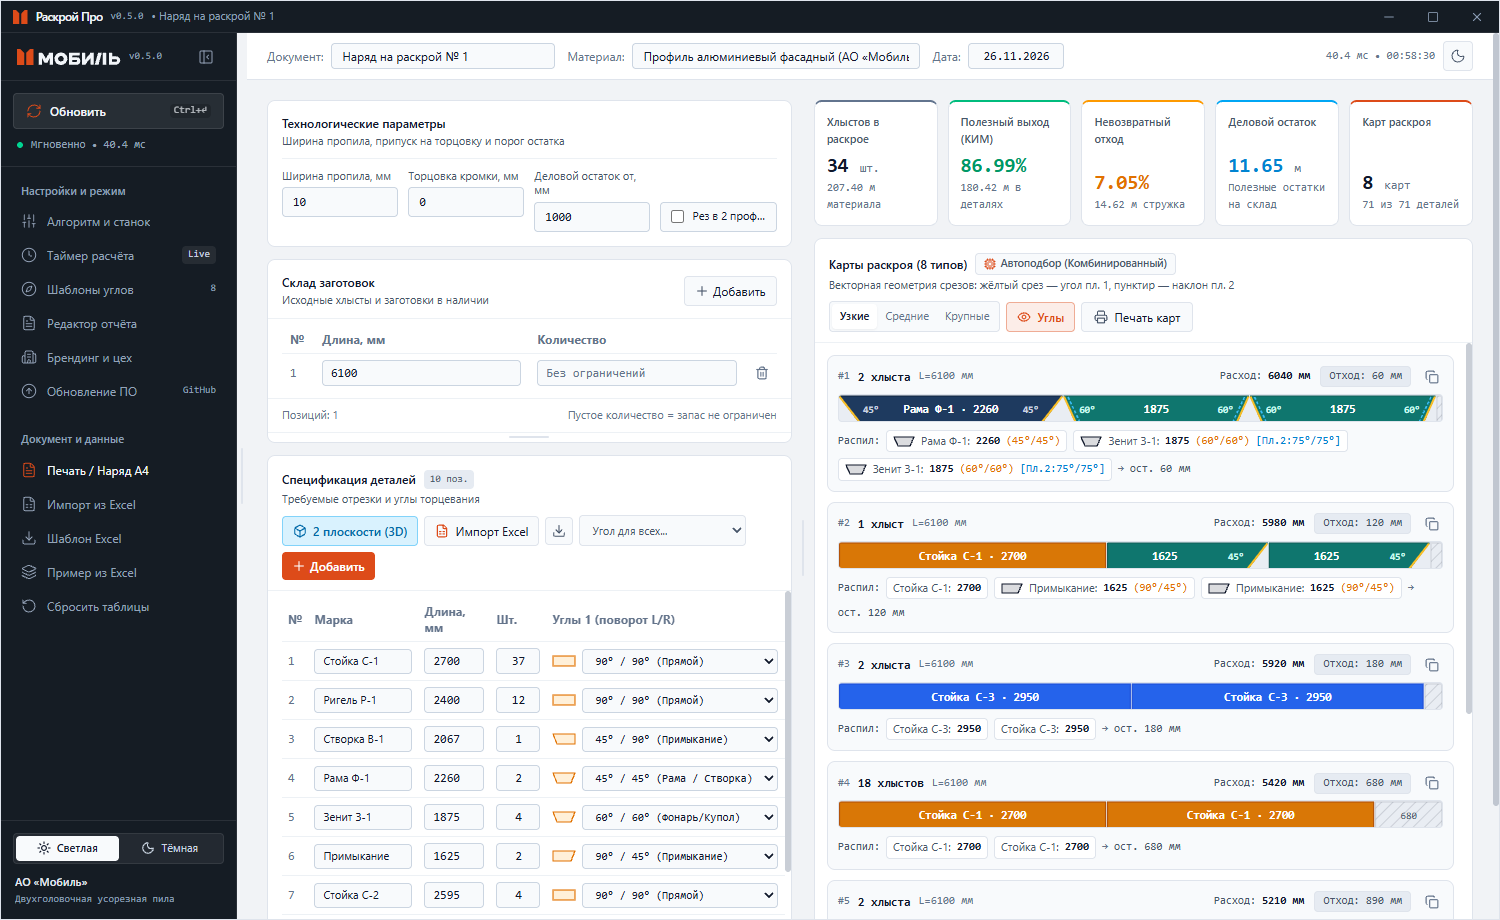 Раскрой Про v0.5.0 • Наряд на раскрой № 1
МОБИЛЬ v0.5.0
Обновить Ctrl+↵
Мгновенно • 40.4 мс
Настройки и режим
Алгоритм и станок
Таймер расчёта Live
Шаблоны углов 8
Редактор отчёта
Брендинг и цех
Обновление ПО GitHub
Документ и данные
Печать / Наряд А4
Импорт из Excel
Шаблон Excel
Пример из Excel
Сбросить таблицы
Светлая Тёмная
АО «Мобиль»
Двухголовочная усорезная пила
Документ: Наряд на раскрой № 1 Материал: Профиль алюминиевый фасадный (АО «Мобиль Дата: 26.11.2026 40.4 мс • 00:58:30
Технологические параметры
Ширина пропила, припуск на торцовку и порог остатка
Ширина пропила, мм Торцовка кромки, мм Деловой остаток от, мм
10 0 1000 Рез в 2 проф...
Склад заготовок
Исходные хлысты и заготовки в наличии
+ Добавить
№ Длина, мм Количество
1 6100 Без ограничений
Позиций: 1 Пустое количество = запас не ограничен
Спецификация деталей 10 поз.
Требуемые отрезки и углы торцевания
2 плоскости (3D) Импорт Excel Угол для всех...
+ Добавить
№ Марка Длина, мм Шт. Углы 1 (поворот L/R)
1 Стойка С-1 2700 37 90° / 90° (Прямой)
2 Ригель Р-1 2400 12 90° / 90° (Прямой)
3 Створка В-1 2067 1 45° / 90° (Примыкание)
4 Рама Ф-1 2260 2 45° / 45° (Рама / Створка)
5 Зенит З-1 1875 4 60° / 60° (Фонарь/Купол)
6 Примыкание 1625 2 90° / 45° (Примыкание)
7 Стойка С-2 2595 4 90° / 90° (Прямой)
Хлыстов в раскрое
34 шт.
207.40 м материала
Полезный выход (КИМ)
86.99%
180.42 м в деталях
Невозвратный отход
7.05%
14.62 м стружка
Деловой остаток
11.65 м
Полезные остатки на склад
Карт раскроя
8 карт
71 из 71 деталей
Карты раскроя (8 типов) Автоподбор (Комбинированный)
Векторная геометрия срезов: жёлтый срез — угол пл. 1, пунктир — наклон пл. 2
Узкие Средние Крупные Углы Печать карт
#1 2 хлыста L=6100 мм Расход: 6040 мм Отход: 60 мм
45° Рама Ф-1 · 2260 45° 60° 1875 60° 60° 1875 60°
Распил: Рама Ф-1: 2260 (45°/45°) Зенит З-1: 1875 (60°/60°) [Пл.2:75°/75°]
Зенит З-1: 1875 (60°/60°) [Пл.2:75°/75°] → ост. 60 мм
#2 1 хлыст L=6100 мм Расход: 5980 мм Отход: 120 мм
Стойка С-1 · 2700 1625 45° 1625 45°
Распил: Стойка С-1: 2700 Примыкание: 1625 (90°/45°) Примыкание: 1625 (90°/45°) →
ост. 120 мм
#3 2 хлыста L=6100 мм Расход: 5920 мм Отход: 180 мм
Стойка С-3 · 2950 Стойка С-3 · 2950
Распил: Стойка С-3: 2950 Стойка С-3: 2950 → ост. 180 мм
#4 18 хлыстов L=6100 мм Расход: 5420 мм Отход: 680 мм
Стойка С-1 · 2700 Стойка С-1 · 2700 680
Распил: Стойка С-1: 2700 Стойка С-1: 2700 → ост. 680 мм
#5 2 хлыста L=6100 мм Расход: 5210 мм Отход: 890 мм